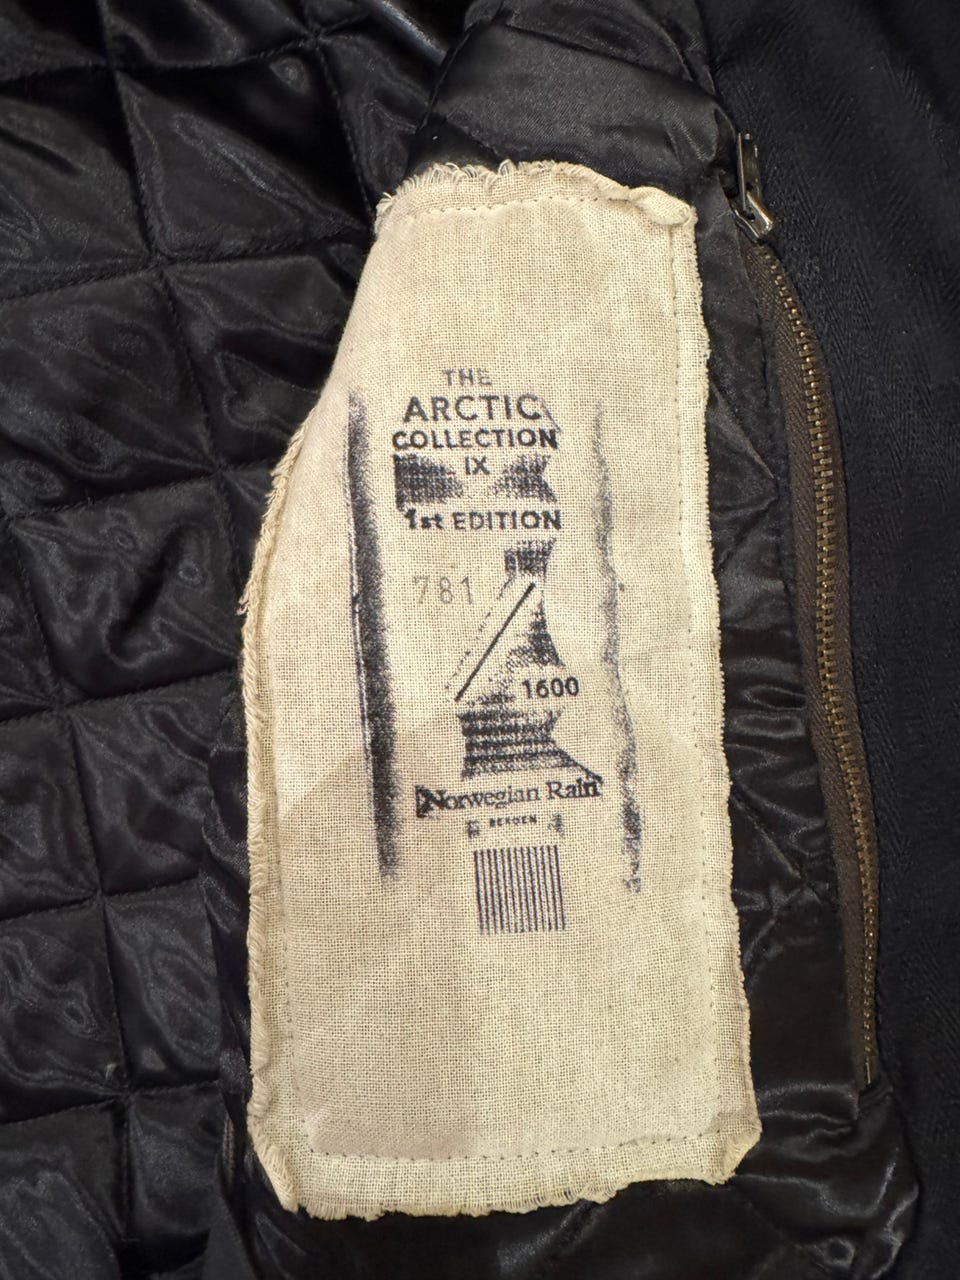 THE
ARCTIC
COLLECTION
IX
1st EDITION
781
1600
Norwegian Rain
BERGEN